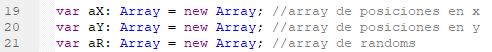 19 var aX: Array = new Array; //array de posiciones en x
20 var aY: Array = new Array; //array de posiciones en y
21 var aR: Array = new Array; //array de randoms